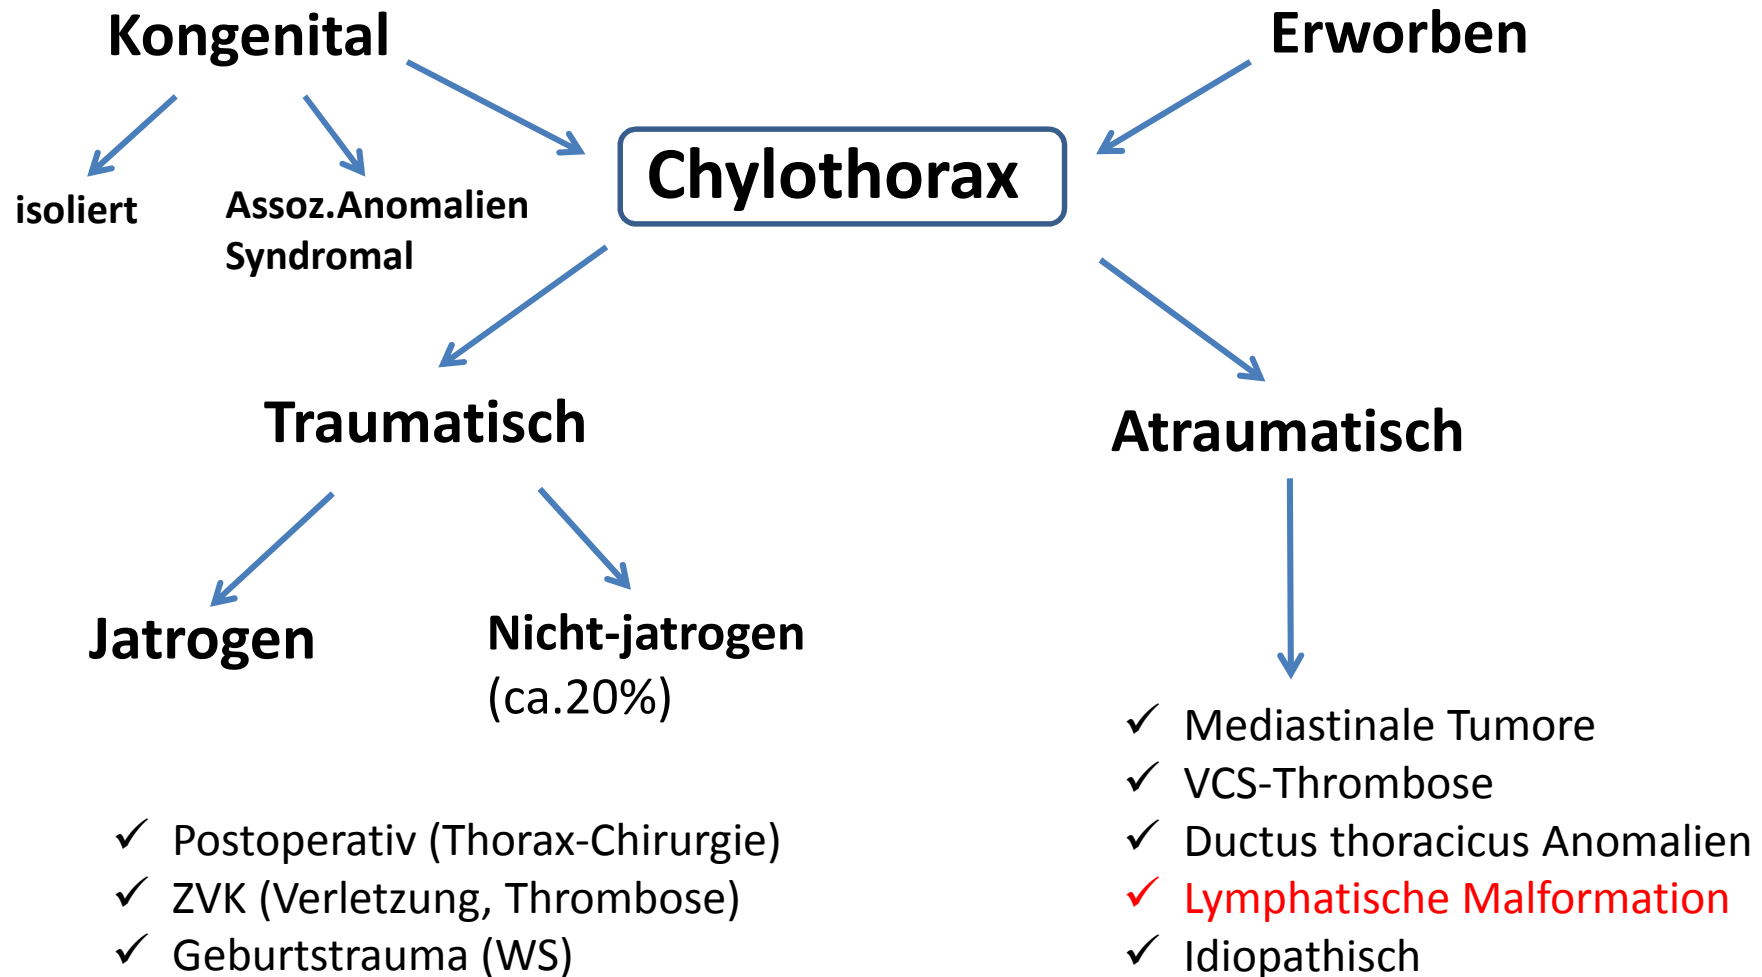 Kongenital
Erworben
Chylothorax
isoliert
Assoz.Anomalien
Syndromal
Traumatisch
Atraumatisch
Jatrogen
Nicht-jatrogen
(ca.20%)
✓ Postoperativ (Thorax-Chirurgie)
✓ ZVK (Verletzung, Thrombose)
✓ Geburtstrauma (WS)
✓ Mediastinale Tumore
✓ VCS-Thrombose
✓ Ductus thoracicus Anomalien
✓ Lymphatische Malformation
✓ Idiopathisch